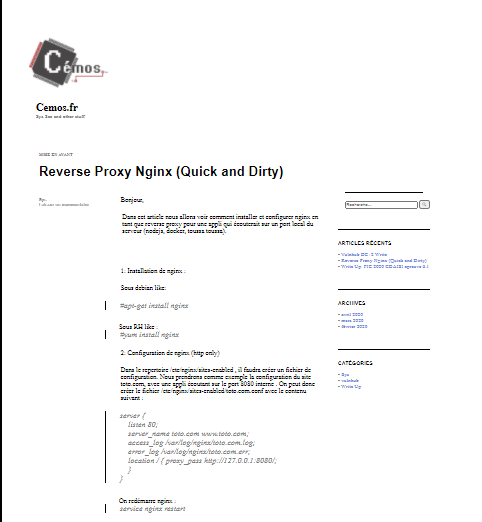 Cémos.
Cemos.fr
Sys, Sec and other stuff
MISE EN AVANT
Reverse Proxy Nginx (Quick and Dirty)
Sys
Bonjour,
Dans cet article nous allons voir comment installer et configurer nginx en
tant que reverse proxy pour une appli qui écouterait sur un port local du
serveur (nodejs, docker, toussa toussa).
1: Installation de nginx :
Sous debian like:
#apt-get install nginx
Sous RH like :
#yum install nginx
2: Configuration de nginx (http only)
Dans le repertoire /etc/nginx/sites-enabled , il faudra créer un fichier de
configuration. Nous prendrons comme exemple la configuration du site
toto.com, avec une appli écoutant sur le port 8080 interne . On peut donc
créer le fichier /etc/nginx/sites-enabled/toto.com.conf avec le contenu
suivant :
server {
listen 80;
server_name toto.com www.toto.com;
access_log /var/log/nginx/toto.com.log;
error_log /var/log/nginx/toto.com.err;
location / { proxy_pass http://127.0.0.1:8080/;
}
}
On redémarre nginx :
service nginx restart
Recherche…
ARTICLES RÉCENTS
Vulnhub DC-2 Write
Reverse Proxy Nginx (Quick and Dirty)
Write Up: FIC 2020
ARCHIVES
avril 2020
mars 2020
février 2020
CATÉGORIES
Sys
vulnhub
Write Up